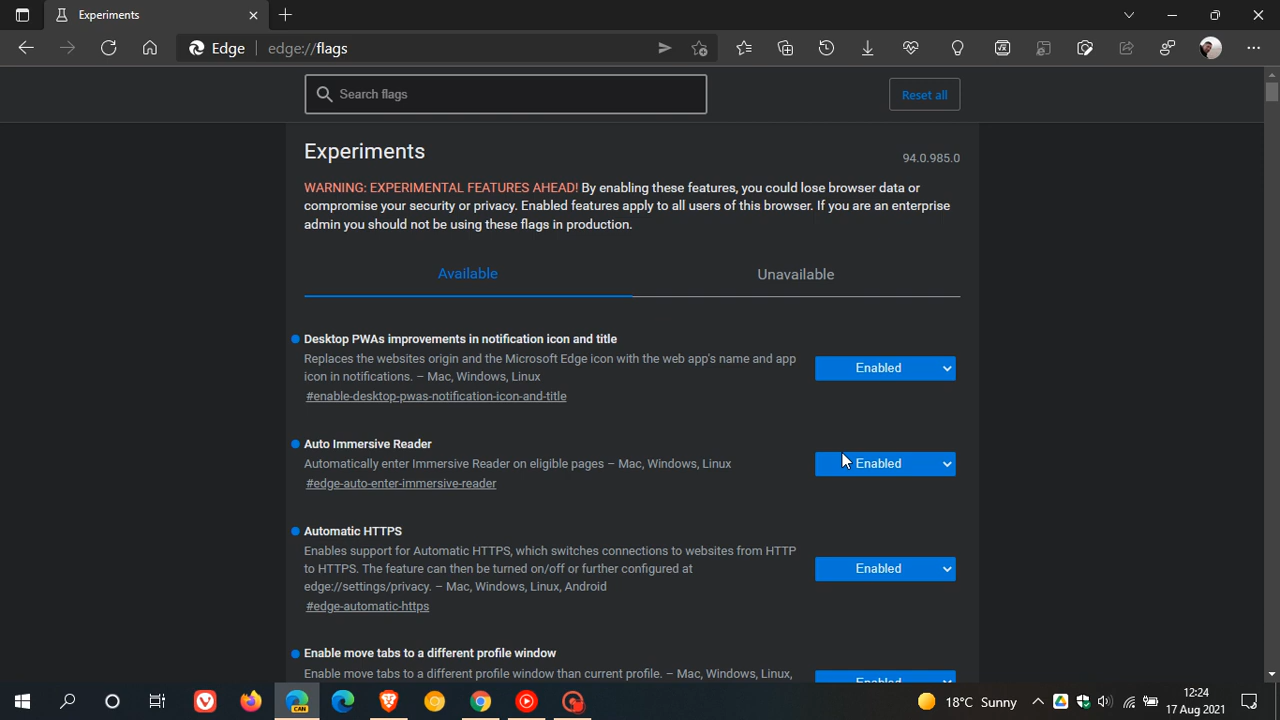 Experiments
Edge edge://flags
Search flags
Reset all
Experiments
94.0.985.0
WARNING: EXPERIMENTAL FEATURES AHEAD! By enabling these features, you could lose browser data or
compromise your security or privacy. Enabled features apply to all users of this browser. If you are an enterprise
admin you should not be using these flags in production.
Available
Unavailable
Desktop PWAs improvements in notification icon and title
Replaces the websites origin and the Microsoft Edge icon with the web app's name and app
icon in notifications. – Mac, Windows, Linux
#enable-desktop-pwas-notification-icon-and-title
Enabled
Auto Immersive Reader
Automatically enter Immersive Reader on eligible pages – Mac, Windows, Linux
#edge-auto-enter-immersive-reader
Enabled
Automatic HTTPS
Enables support for Automatic HTTPS, which switches connections to websites from HTTP
to HTTPS. The feature can then be turned on/off or further configured at
edge://settings/privacy. – Mac, Windows, Linux, Android
#edge-automatic-https
Enabled
Enable move tabs to a different profile window
Enable move tabs to a different profile window than current profile. – Mac, Windows, Linux,
Enabled
CAN
18°C Sunny
12:24
17 Aug 2021